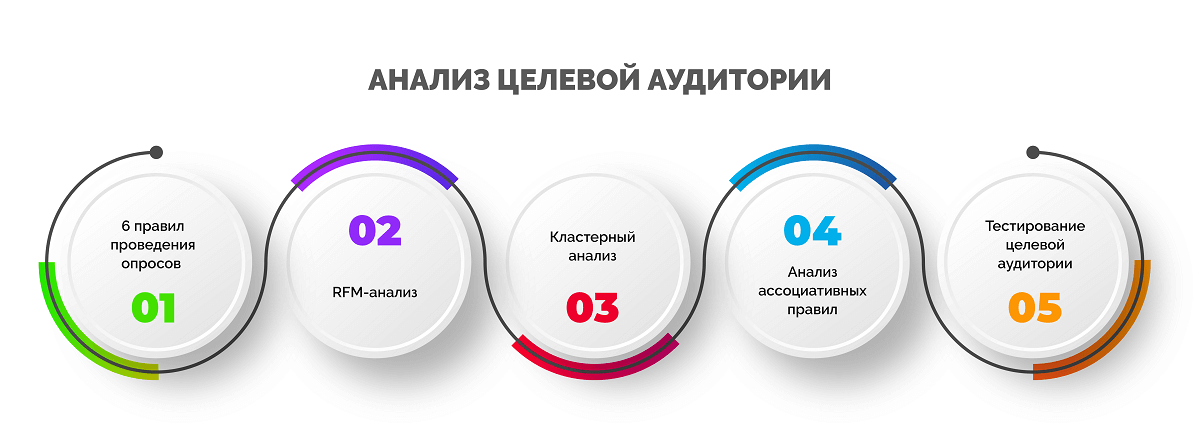 АНАЛИЗ ЦЕЛЕВОЙ АУДИТОРИИ
6 правил
проведения
опросов
01
02
RFM-анализ
Кластерный
анализ
03
04
Анализ
ассоциативных
правил
Тестирование
целевой
аудитории
05